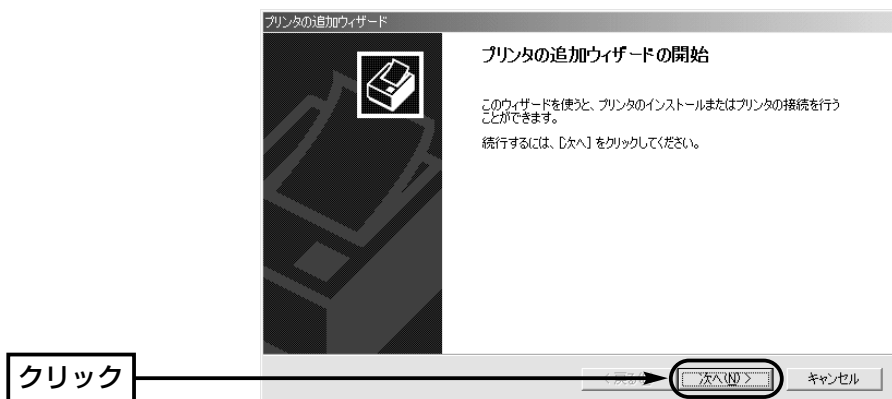 プリンタの追加ウィザード
プリンタの追加ウィザードの開始
このウィザードを使うと、プリンタのインストールまたはプリンタの接続を行う
ことができます。
続行するには、[次へ] をクリックしてください。
クリック
< 戻る
次へ(N) >
キャンセル